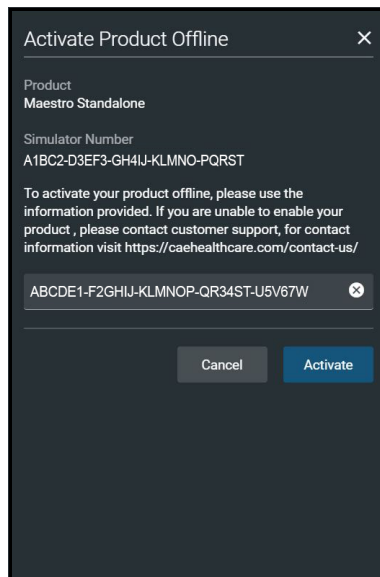 Activate Product Offline
Product
Maestro Standalone
Simulator Number
A1BC2-D3EF3-GH4IJ-KLMNO-PQRST
To activate your product offline, please use the
information provided. If you are unable to enable your
product , please contact customer support, for contact
information visit https://caehealthcare.com/contact-us/
ABCDE1-F2GHIJ-KLMNOP-QR34ST-U5V67W
Cancel Activate